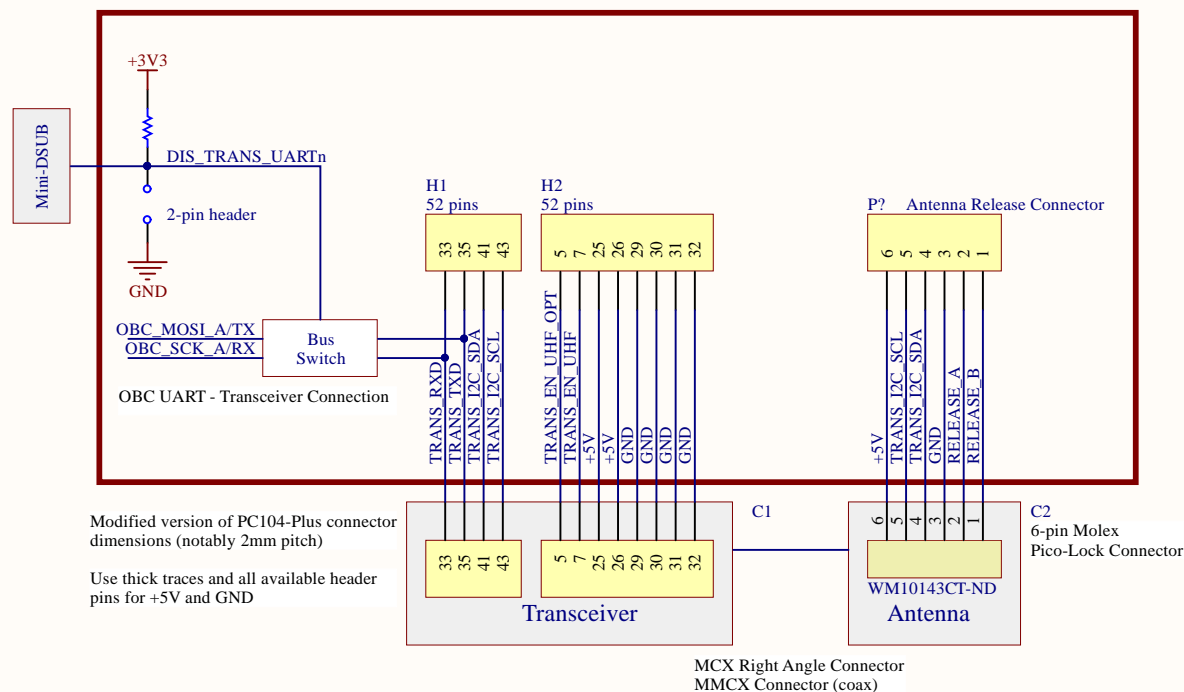 +3V3
Mini-DSUB
DIS_TRANS_UARTn
2-pin header
GND
H1
52 pins
33
35
41
43
H2
52 pins
5
7
25
26
29
30
31
32
P?
Antenna Release Connector
6
5
4
3
2
1
OBC_MOSI_A/TX
OBC_SCK_A/RX
Bus
Switch
OBC UART - Transceiver Connection
TRANS_RXD
TRANS_TXD
TRANS_I2C_SDA
TRANS_I2C_SCL
TRANS_EN_UHF_OPT
TRANS_EN_UHF
+5V
+5V
GND
GND
GND
GND
+5V
TRANS_I2C_SCL
TRANS_I2C_SDA
GND
RELEASE_A
RELEASE_B
Modified version of PC104-Plus connector
dimensions (notably 2mm pitch)
Use thick traces and all available header
pins for +5V and GND
33
35
41
43
5
7
25
26
29
30
31
32
Transceiver
C1
6
5
4
3
2
1
WM10143CT-ND
Antenna
C2
6-pin Molex
Pico-Lock Connector
MCX Right Angle Connector
MMCX Connector (coax)